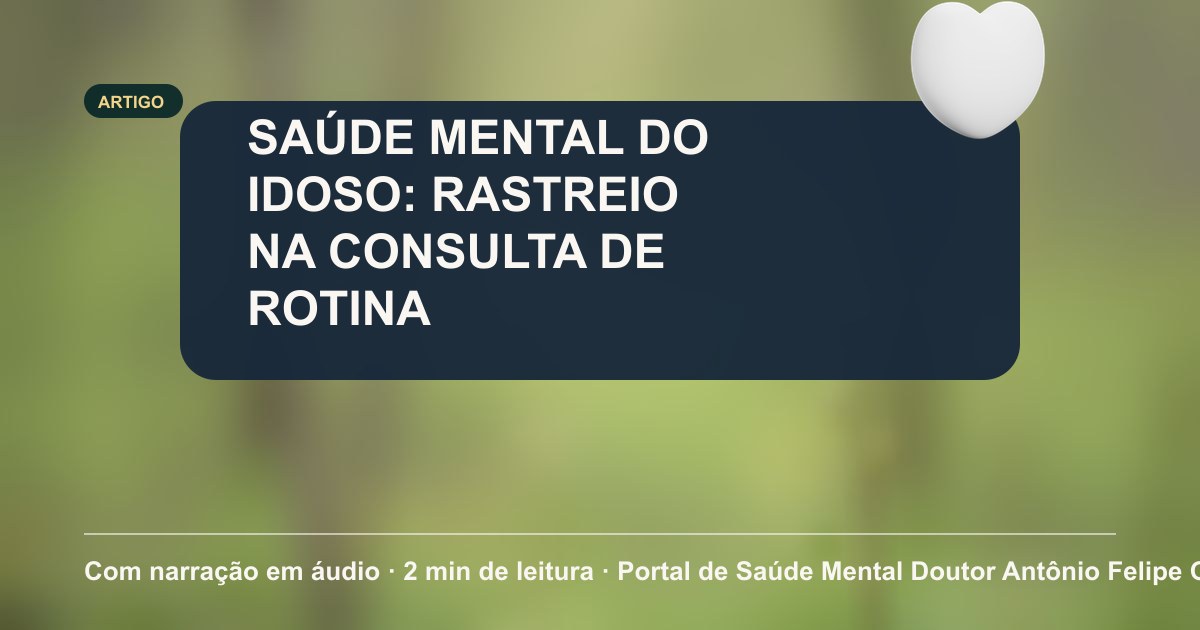 ARTIGO
SAÚDE MENTAL DO
IDOSO: RASTREIO
NA CONSULTA DE
ROTINA
Com narração em áudio · 2 min de leitura · Portal de Saúde Mental Doutor Antônio Felipe